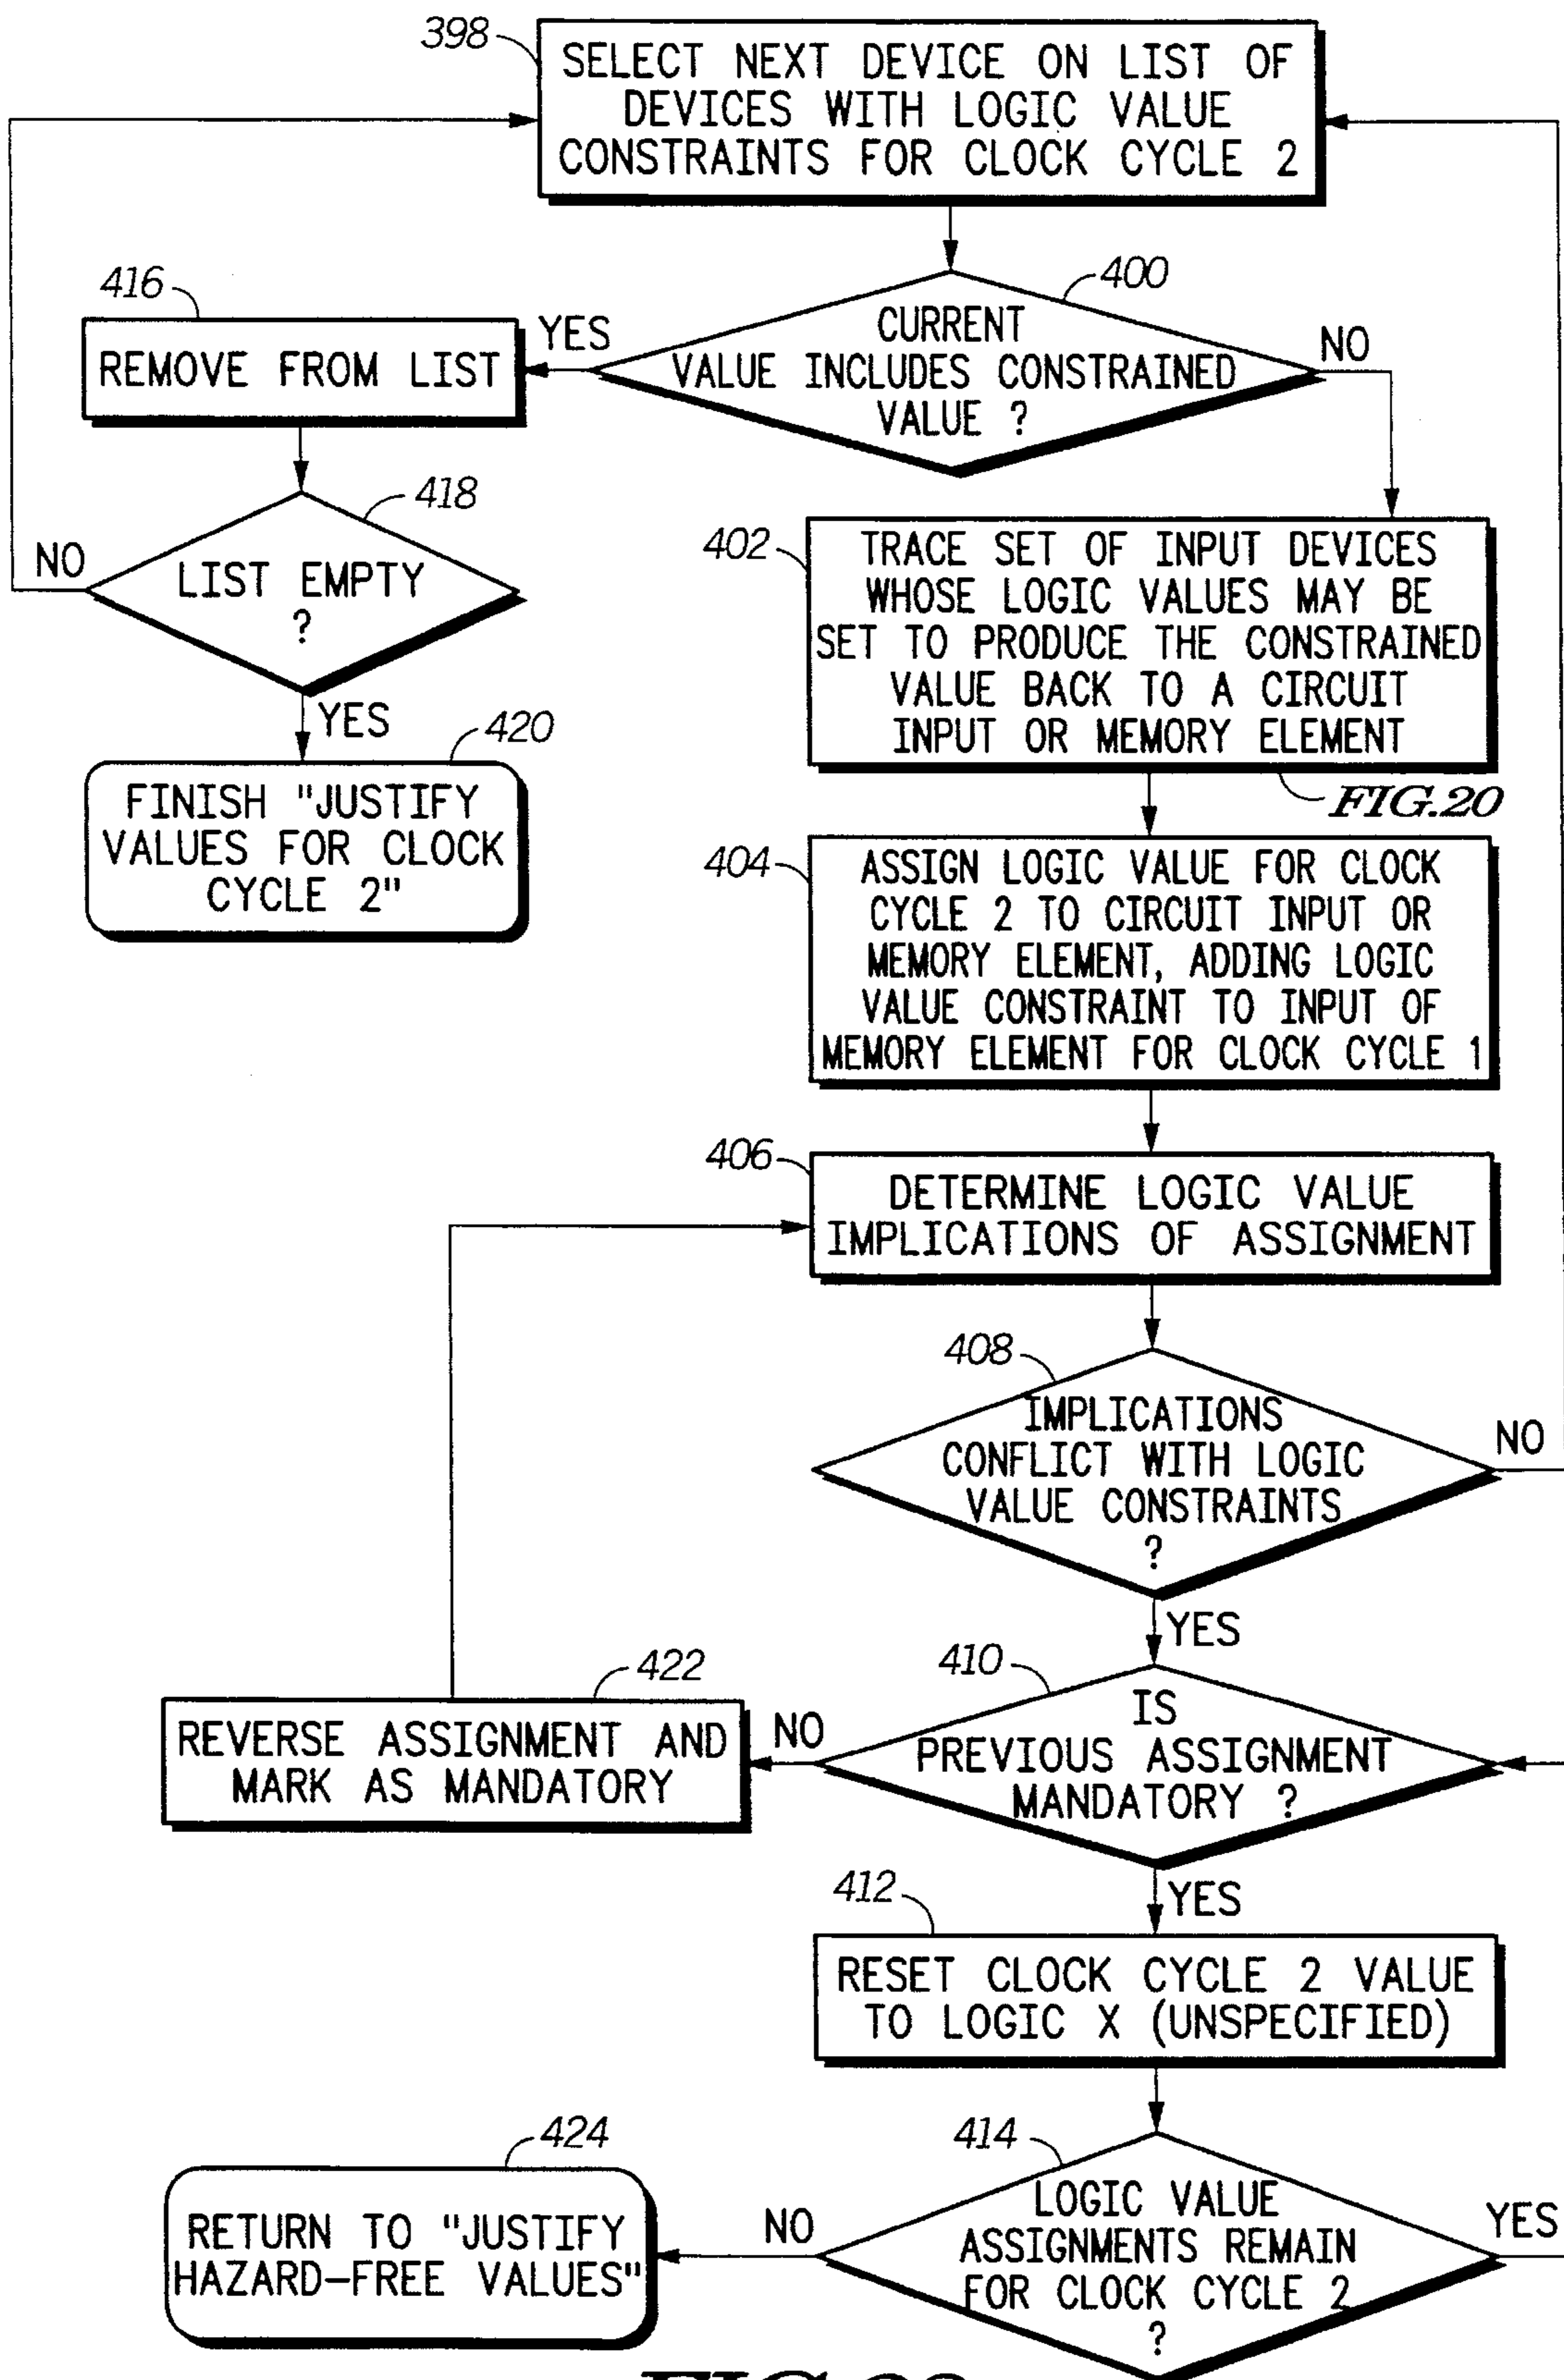 398
SELECT NEXT DEVICE ON LIST OF
DEVICES WITH LOGIC VALUE
CONSTRAINTS FOR CLOCK CYCLE 2
400
CURRENT
VALUE INCLUDES CONSTRAINED
VALUE ?
YES
NO
416
REMOVE FROM LIST
418
LIST EMPTY
?
NO
YES
420
FINISH "JUSTIFY
VALUES FOR CLOCK
CYCLE 2"
402
TRACE SET OF INPUT DEVICES
WHOSE LOGIC VALUES MAY BE
SET TO PRODUCE THE CONSTRAINED
VALUE BACK TO A CIRCUIT
INPUT OR MEMORY ELEMENT
FIG.20
404
ASSIGN LOGIC VALUE FOR CLOCK
CYCLE 2 TO CIRCUIT INPUT OR
MEMORY ELEMENT, ADDING LOGIC
VALUE CONSTRAINT TO INPUT OF
MEMORY ELEMENT FOR CLOCK CYCLE 1
406
DETERMINE LOGIC VALUE
IMPLICATIONS OF ASSIGNMENT
408
IMPLICATIONS
CONFLICT WITH LOGIC
VALUE CONSTRAINTS
?
NO
YES
410
IS
PREVIOUS ASSIGNMENT
MANDATORY ?
NO
422
REVERSE ASSIGNMENT AND
MARK AS MANDATORY
YES
412
RESET CLOCK CYCLE 2 VALUE
TO LOGIC X (UNSPECIFIED)
414
LOGIC VALUE
ASSIGNMENTS REMAIN
FOR CLOCK CYCLE 2
?
YES
NO
424
RETURN TO "JUSTIFY
HAZARD-FREE VALUES"